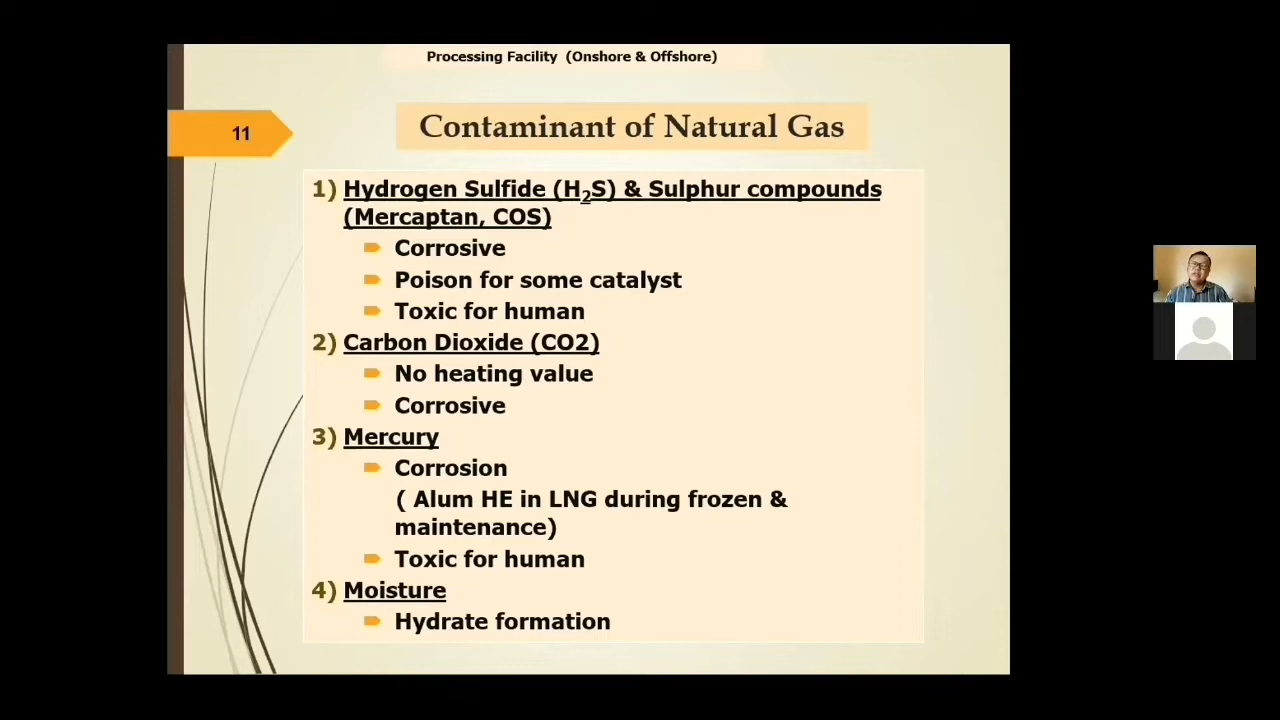 Processing Facility (Onshore & Offshore)
11
Contaminant of Natural Gas
1) Hydrogen Sulfide (H₂S) & Sulphur compounds
(Mercaptan, COS)
Corrosive
Poison for some catalyst
Toxic for human
2) Carbon Dioxide (CO2)
No heating value
Corrosive
3) Mercury
Corrosion
( Alum HE in LNG during frozen &
maintenance)
Toxic for human
4) Moisture
Hydrate formation